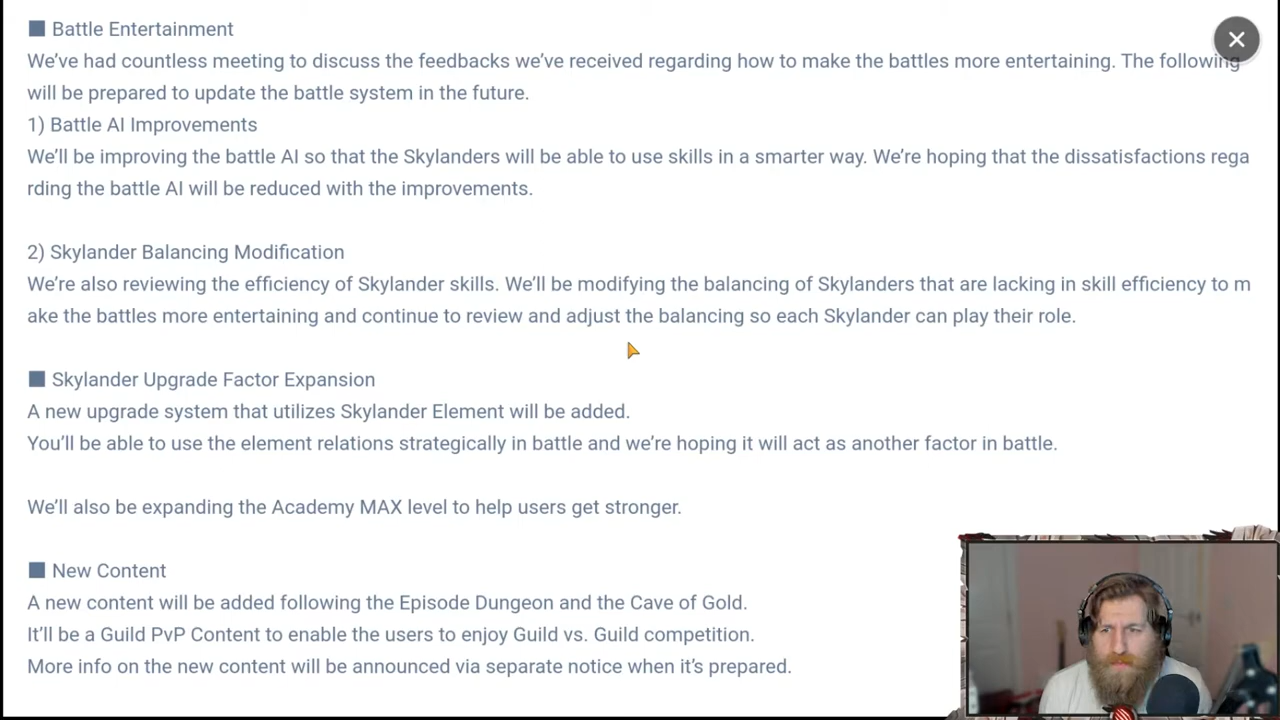 Battle Entertainment
We've had countless meeting to discuss the feedbacks we've received regarding how to make the battles more entertaining. The following
will be prepared to update the battle system in the future.
1) Battle AI Improvements
We'll be improving the battle AI so that the Skylanders will be able to use skills in a smarter way. We're hoping that the dissatisfactions rega
rding the battle AI will be reduced with the improvements.
2) Skylander Balancing Modification
We're also reviewing the efficiency of Skylander skills. We'll be modifying the balancing of Skylanders that are lacking in skill efficiency to m
ake the battles more entertaining and continue to review and adjust the balancing so each Skylander can play their role.
Skylander Upgrade Factor Expansion
A new upgrade system that utilizes Skylander Element will be added.
You'll be able to use the element relations strategically in battle and we're hoping it will act as another factor in battle.
We'll also be expanding the Academy MAX level to help users get stronger.
New Content
A new content will be added following the Episode Dungeon and the Cave of Gold.
It'll be a Guild PvP Content to enable the users to enjoy Guild vs. Guild competition.
More info on the new content will be announced via separate notice when it's prepared.